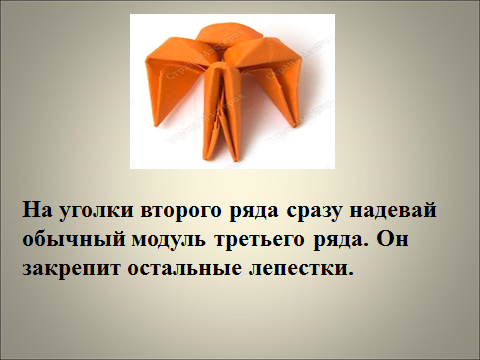 На уголки второго ряда сразу надевай
обычный модуль третьего ряда. Он
закрепит остальные лепестки.